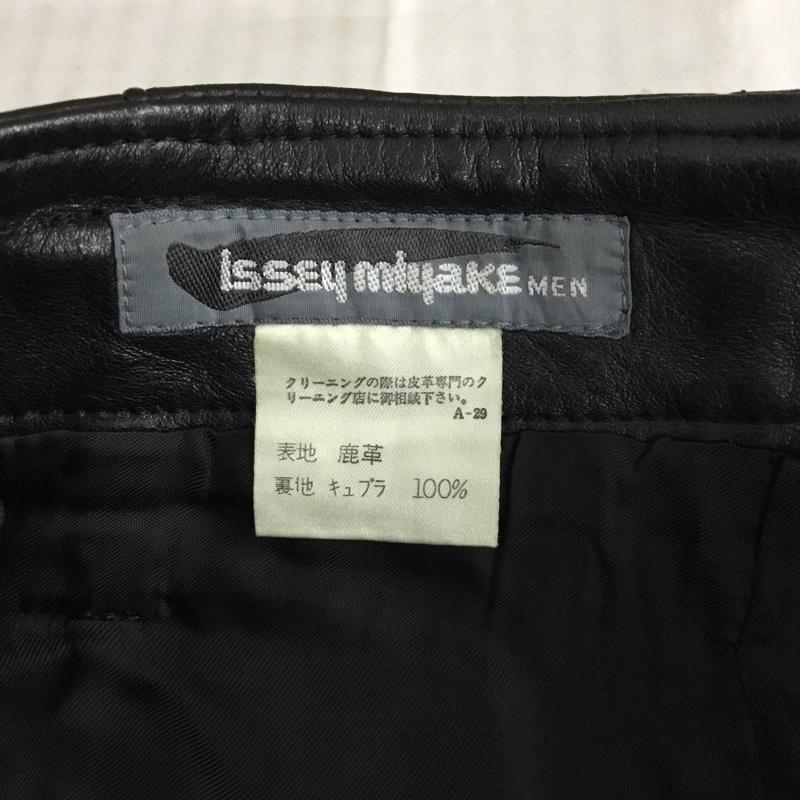 issey miyake MEN
クリーニングの際は皮革専門のク
リーニング店に御相談下さい。
A-29
表地 鹿革
裏地 キュプラ 100%